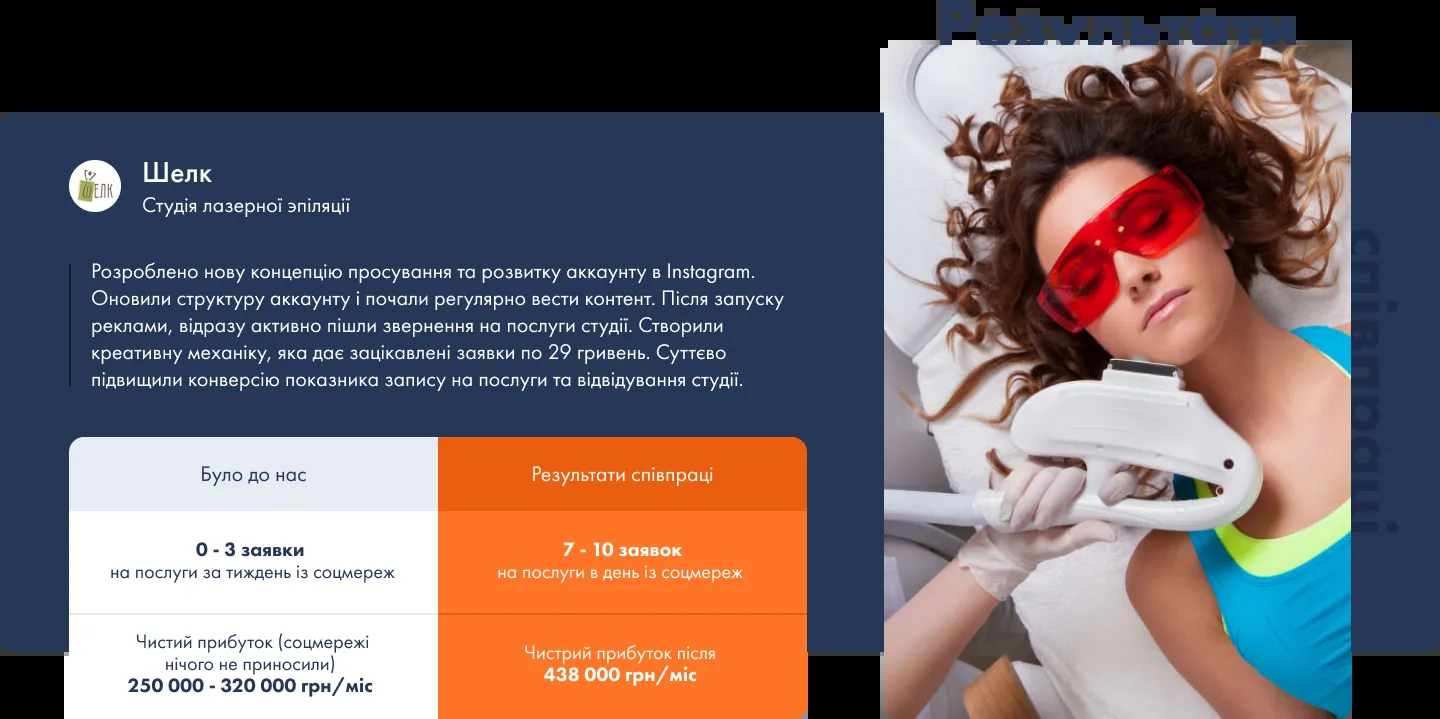 Результати
співпраці
Шелк
Студія лазерної эпіляції
ШЕЛК
Розроблено нову концепцію просування та розвитку аккаунту в Instagram.
Оновили структуру аккаунту і почали регулярно вести контент. Після запуску
реклами, відразу активно пішли звернення на послуги студії. Створили
креативну механіку, яка дає зацікавлені заявки по 29 гривень. Суттєво
підвищили конверсію показника запису на послуги та відвідування студії.
Було до нас
Результати співпраці
0 - 3 заявки
на послуги за тиждень із соцмереж
7 - 10 заявок
на послуги в день із соцмереж
Чистий прибуток (соцмережі
нічого не приносили)
250 000 - 320 000 грн/міс
Чистрий прибуток після
438 000 грн/міс